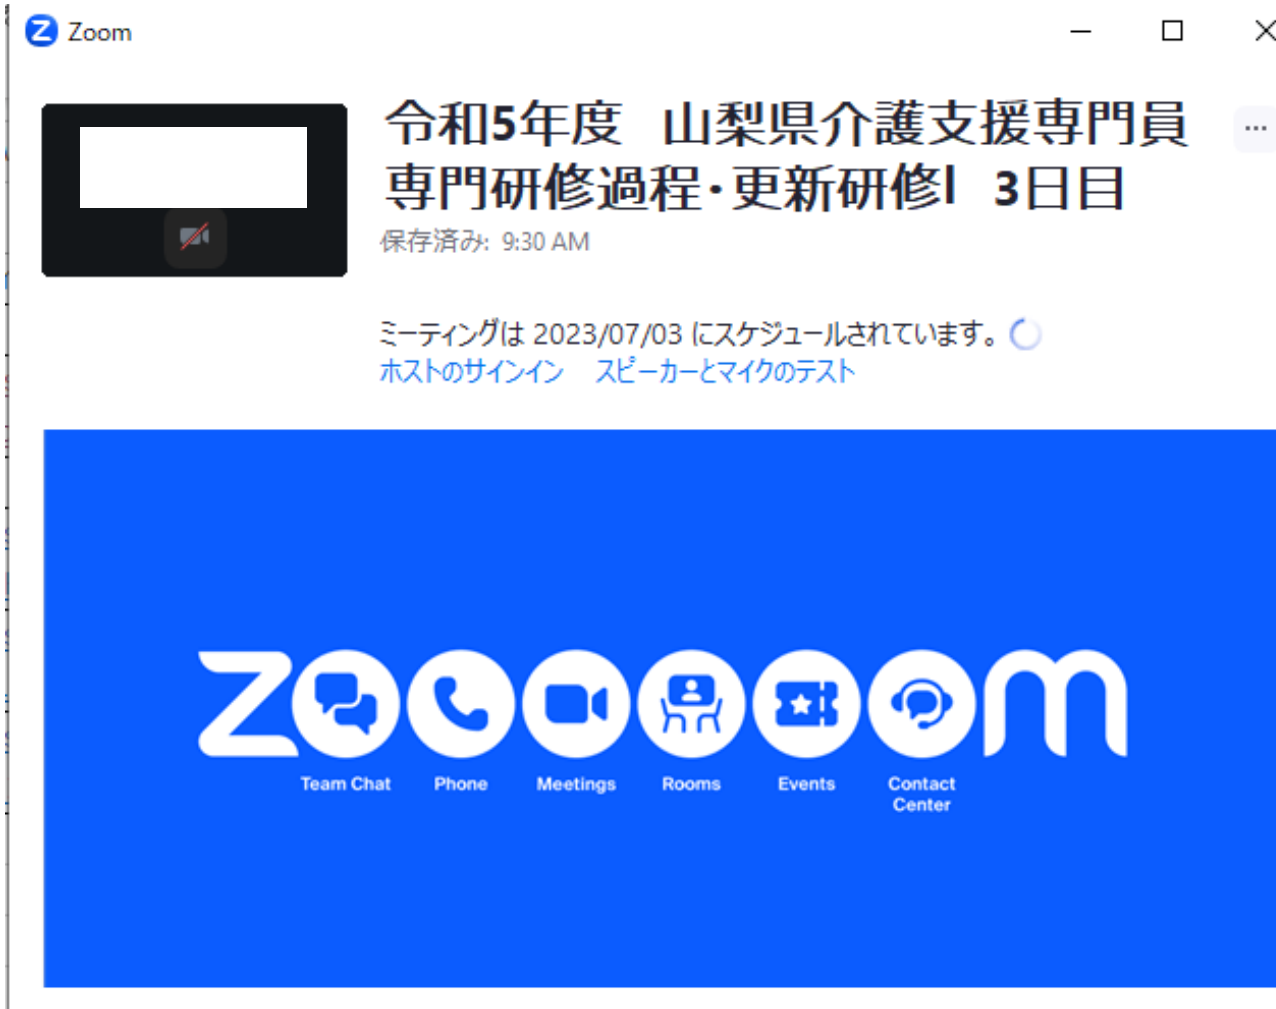 Zoom
令和5年度　山梨県介護支援専門員
専門研修過程・更新研修Ⅰ　3日目
保存済み: 9:30 AM
ミーティングは 2023/07/03 にスケジュールされています。
ホストのサインイン　スピーカーとマイクのテスト
zoooooom
Team Chat Phone Meetings Rooms Events Contact Center